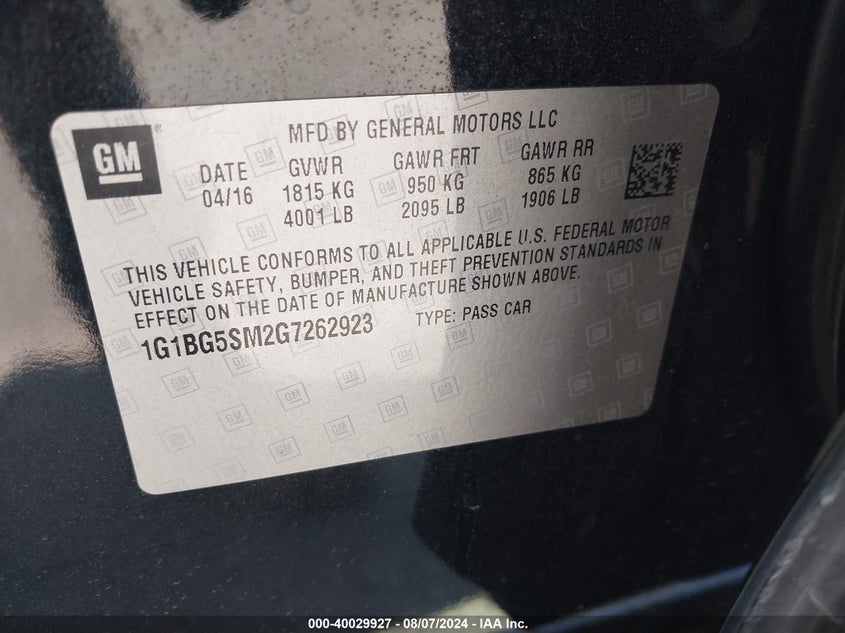 GM ®
MFD BY GENERAL MOTORS LLC
DATE GVWR GAWR FRT GAWR RR
04/16 1815 KG 950 KG 865 KG
4001 LB 2095 LB 1906 LB
THIS VEHICLE CONFORMS TO ALL APPLICABLE U.S. FEDERAL MOTOR
VEHICLE SAFETY, BUMPER, AND THEFT PREVENTION STANDARDS IN
EFFECT ON THE DATE OF MANUFACTURE SHOWN ABOVE.
1G1BG5SM2G7262923 TYPE: PASS CAR
000-40029927 - 08/07/2024 - IAA Inc.